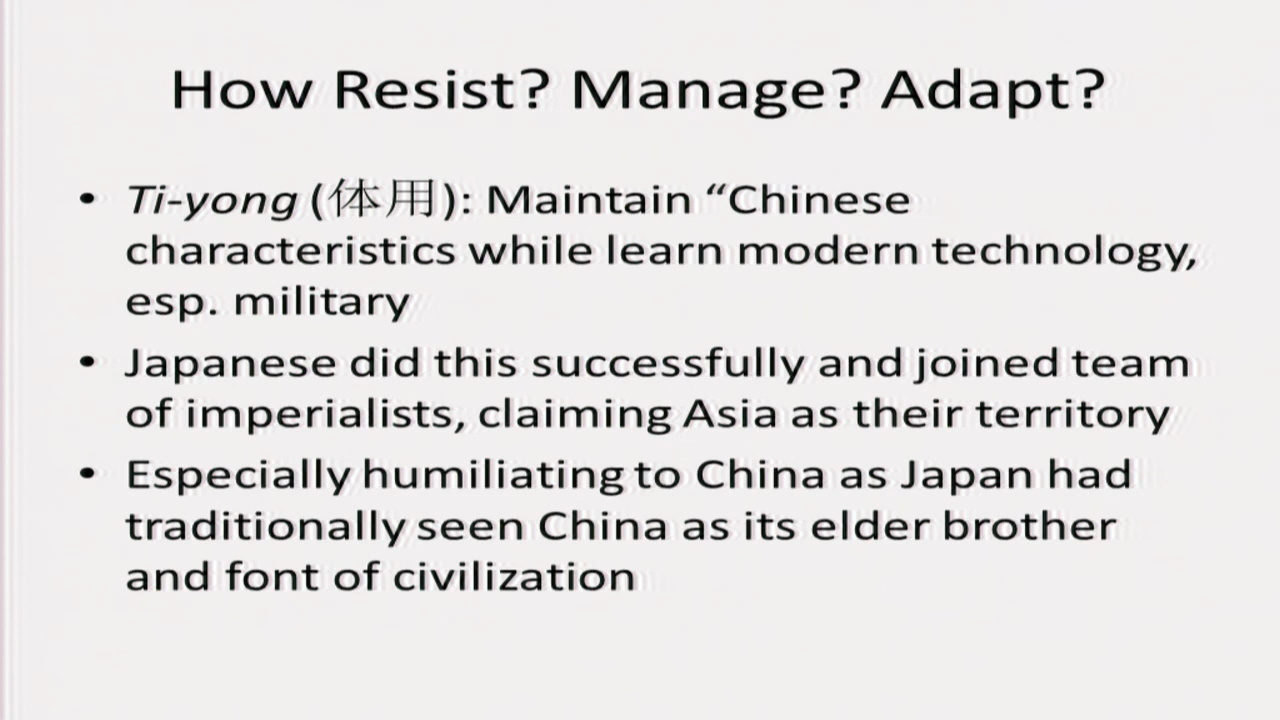 How Resist? Manage? Adapt?
• Ti-yong (体用): Maintain “Chinese
characteristics while learn modern technology,
esp. military
• Japanese did this successfully and joined team
of imperialists, claiming Asia as their territory
• Especially humiliating to China as Japan had
traditionally seen China as its elder brother
and font of civilization